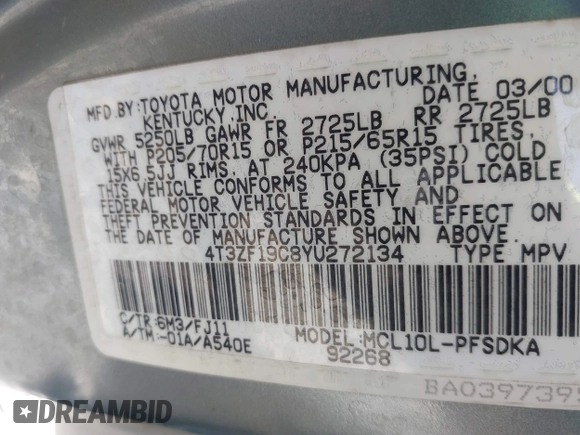 MFD.BY:TOYOTA MOTOR MANUFACTURING,
KENTUCKY,INC. DATE 03/00
GVWR 5250LB GAWR FR 2725LB RR 2725LB
WITH P205/70R15 OR P215/65R15 TIRES,
15X6.5JJ RIMS, AT 240KPA (35PSI) COLD
THIS VEHICLE CONFORMS TO ALL APPLICABLE
FEDERAL MOTOR VEHICLE SAFETY AND
THEFT PREVENTION STANDARDS IN EFFECT ON
THE DATE OF MANUFACTURE SHOWN ABOVE.
4T3ZF19C8YU272134 TYPE MPV
C/TR:6M3/FJ11
A/TM:-01A/A540E
MODEL:MCL10L-PFSDKA
92268
BA0397395
RIDESAFELY
.COM